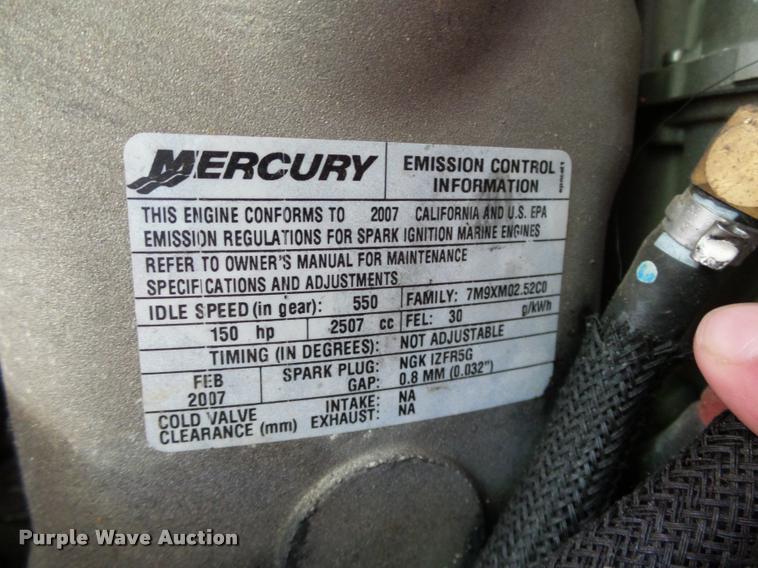 MERCURY
EMISSION CONTROL
INFORMATION
THIS ENGINE CONFORMS TO 2007 CALIFORNIA AND U.S. EPA
EMISSION REGULATIONS FOR SPARK IGNITION MARINE ENGINES
REFER TO OWNER'S MANUAL FOR MAINTENANCE
SPECIFICATIONS AND ADJUSTMENTS
IDLE SPEED (in gear): 550 FAMILY: 7M9XM02.52C0
150 hp 2507 cc FEL: 30 g/kWh
TIMING (IN DEGREES): NOT ADJUSTABLE
FEB
2007
SPARK PLUG: NGK IZFR5G
GAP: 0.8 MM (0.032")
COLD VALVE
CLEARANCE (mm)
INTAKE: NA
EXHAUST: NA
Purple Wave Auction